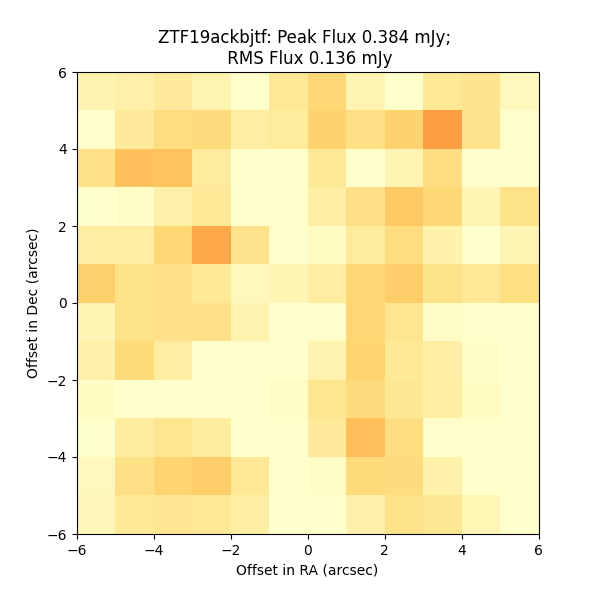 ZTF19ackbjtf: Peak Flux 0.384 mJy;
RMS Flux 0.136 mJy
6
4
2
0
−2
−4
−6
Offset in Dec (arcsec)
−6 −4 −2 0 2 4 6
Offset in RA (arcsec)